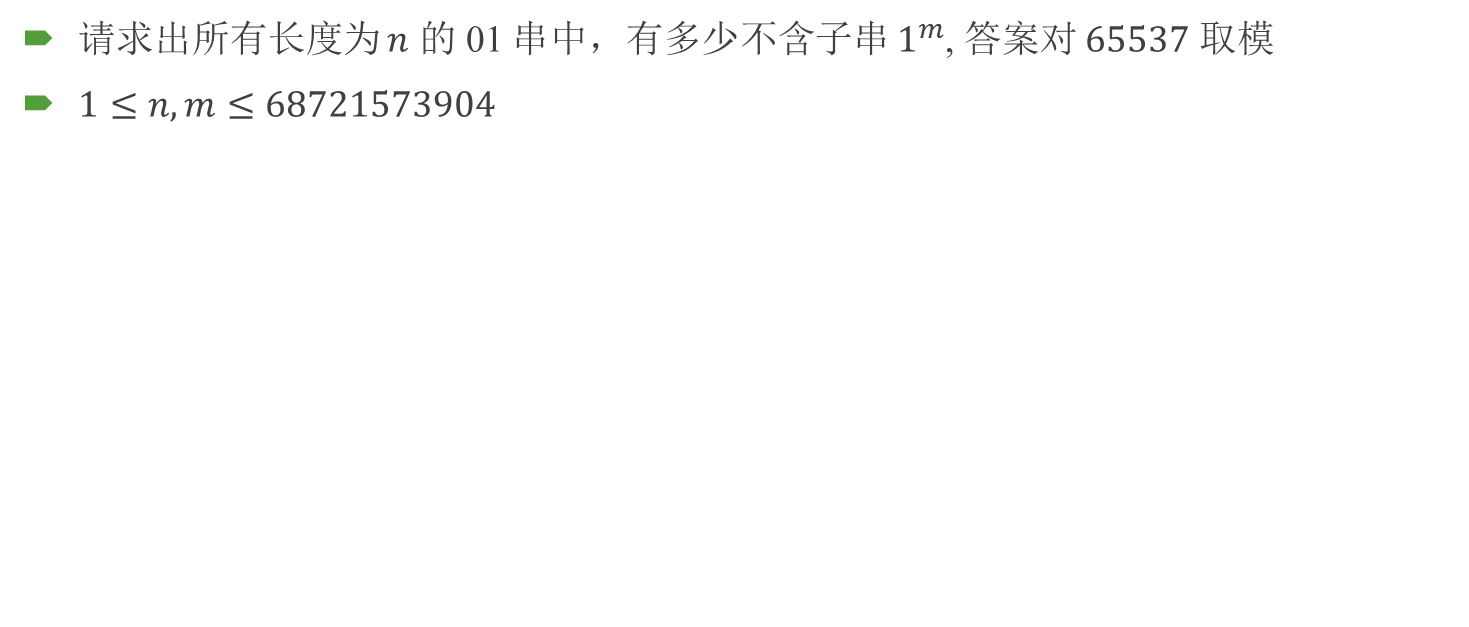 请求出所有长度为 n 的 01 串中，有多少不含子串 1^m, 答案对 65537 取模
1 ≤ n, m ≤ 68721573904